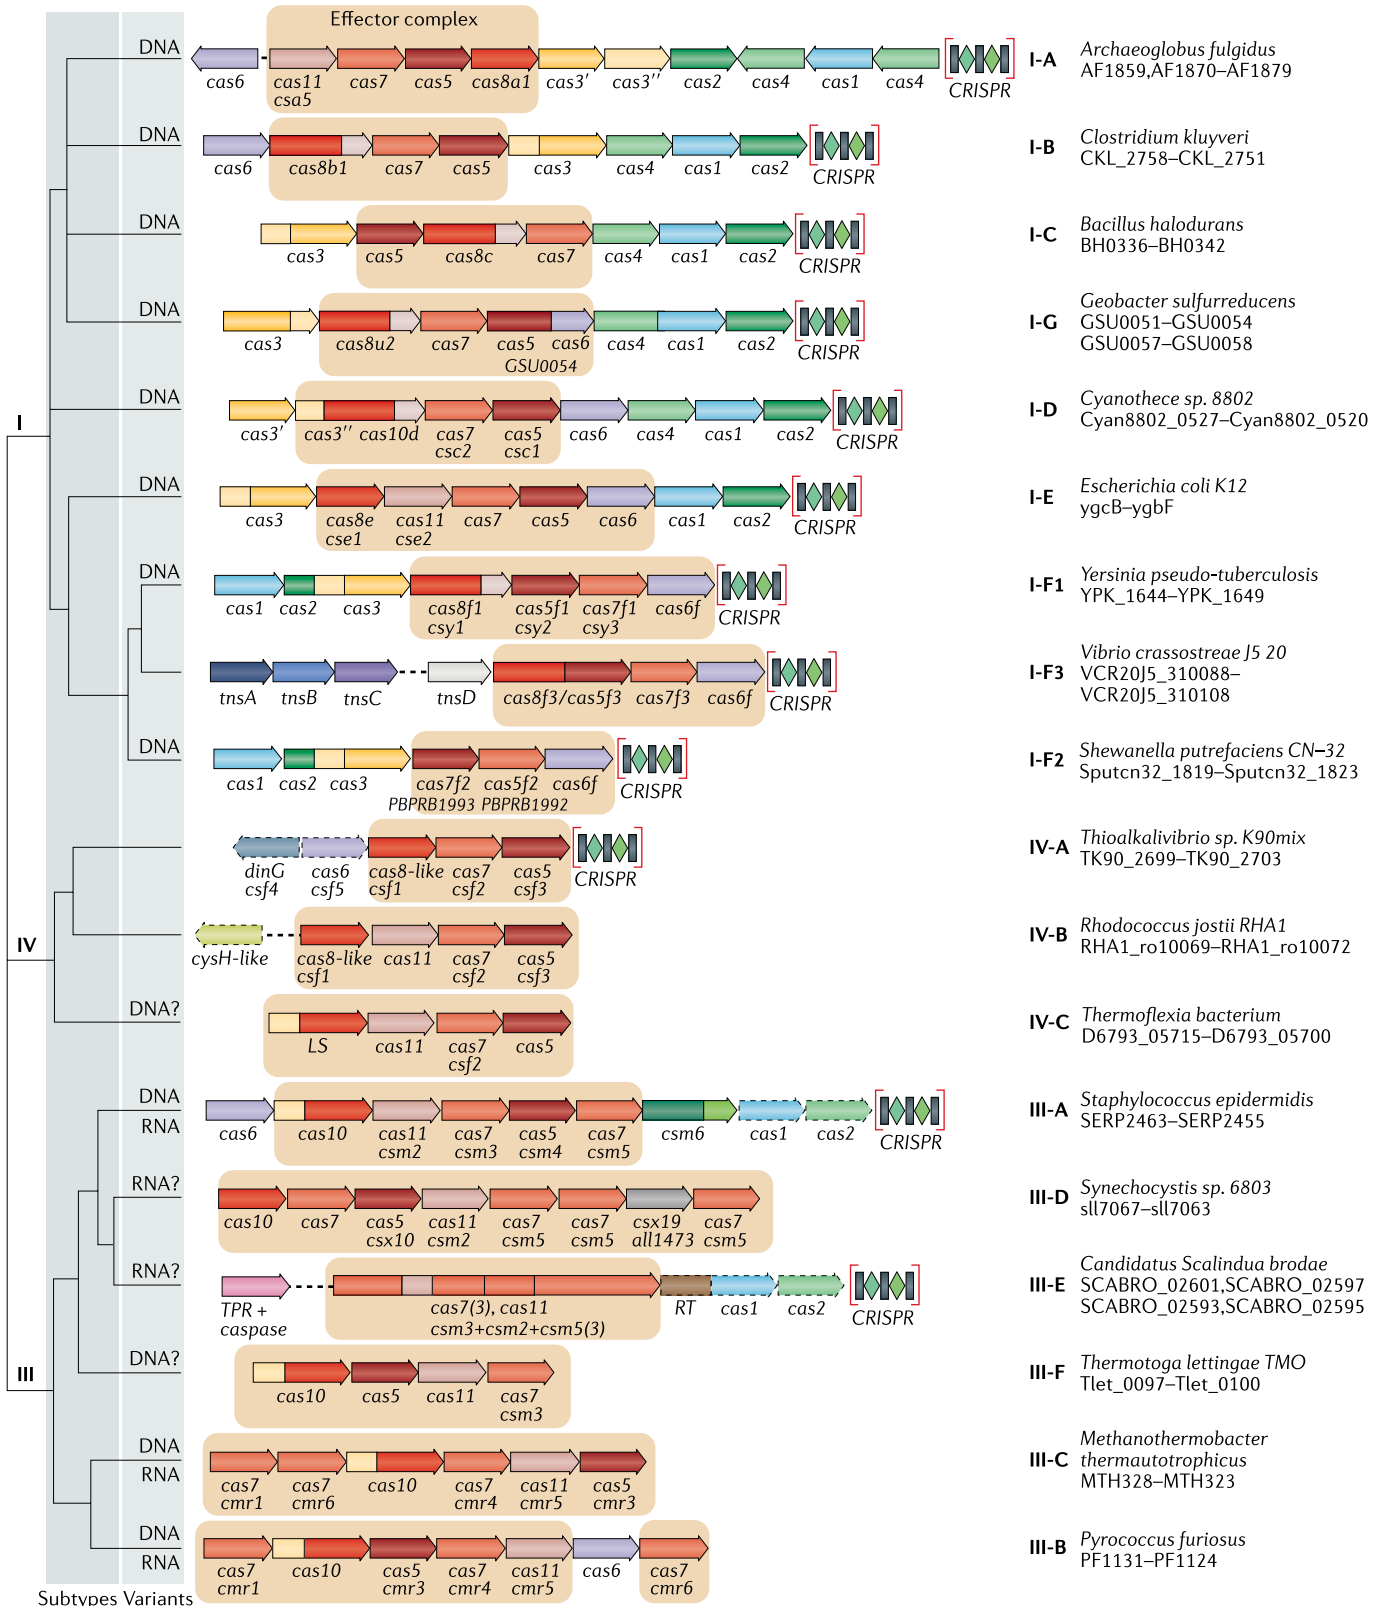 Effector complex
DNA
cas6
cas11
csa5
cas7
cas5
cas8a1
cas3'
cas3''
cas2
cas4
cas1
cas4
CRISPR
I-A
Archaeoglobus fulgidus
AF1859,AF1870–AF1879
DNA
cas6
cas8b1
cas7
cas5
cas3
cas4
cas1
cas2
CRISPR
I-B
Clostridium kluyveri
CKL_2758–CKL_2751
DNA
cas3
cas5
cas8c
cas7
cas4
cas1
cas2
CRISPR
I-C
Bacillus halodurans
BH0336–BH0342
DNA
cas3
cas8u2
cas7
cas5
cas6
GSU0054
cas4
cas1
cas2
CRISPR
I-G
Geobacter sulfurreducens
GSU0051–GSU0054
GSU0057–GSU0058
I
DNA
cas3'
cas3''
cas10d
cas7
csc2
cas5
csc1
cas6
cas4
cas1
cas2
CRISPR
I-D
Cyanothece sp. 8802
Cyan8802_0527–Cyan8802_0520
DNA
cas3
cas8e
cse1
cas11
cse2
cas7
cas5
cas6
cas1
cas2
CRISPR
I-E
Escherichia coli K12
ygcB–ygbF
DNA
cas1
cas2
cas3
cas8f1
csy1
cas5f1
csy2
cas7f1
csy3
cas6f
CRISPR
I-F1
Yersinia pseudo-tuberculosis
YPK_1644–YPK_1649
tnsA
tnsB
tnsC
tnsD
cas8f3/cas5f3
cas7f3
cas6f
CRISPR
I-F3
Vibrio crassostreae J5 20
VCR20J5_310088–
VCR20J5_310108
DNA
cas1
cas2
cas3
cas7f2
PBPRB1993
cas5f2
PBPRB1992
cas6f
CRISPR
I-F2
Shewanella putrefaciens CN–32
Sputcn32_1819–Sputcn32_1823
dinG
csf4
cas6
csf5
cas8-like
csf1
cas7
csf2
cas5
csf3
CRISPR
IV-A
Thioalkalivibrio sp. K90mix
TK90_2699–TK90_2703
IV
cysH-like
cas8-like
csf1
cas11
cas7
csf2
cas5
csf3
IV-B
Rhodococcus jostii RHA1
RHA1_ro10069–RHA1_ro10072
DNA?
LS
cas11
cas7
csf2
cas5
IV-C
Thermoflexia bacterium
D6793_05715–D6793_05700
DNA
RNA
cas6
cas10
cas11
csm2
cas7
csm3
cas5
csm4
cas7
csm5
csm6
cas1
cas2
CRISPR
III-A
Staphylococcus epidermidis
SERP2463–SERP2455
RNA?
cas10
cas7
cas5
csx10
cas11
csm2
cas7
csm5
cas7
csm5
csx19
all1473
cas7
csm5
III-D
Synechocystis sp. 6803
sll7067–sll7063
RNA?
TPR +
caspase
cas7(3), cas11
csm3+csm2+csm5(3)
RT
cas1
cas2
CRISPR
III-E
Candidatus Scalindua brodae
SCABRO_02601,SCABRO_02597
SCABRO_02593,SCABRO_02595
III
DNA?
cas10
cas5
cas11
cas7
csm3
III-F
Thermotoga lettingae TMO
Tlet_0097–Tlet_0100
DNA
RNA
cas7
cmr1
cas7
cmr6
cas10
cas7
cmr4
cas11
cmr5
cas5
cmr3
III-C
Methanothermobacter
thermautotrophicus
MTH328–MTH323
DNA
RNA
cas7
cmr1
cas10
cas5
cmr3
cas7
cmr4
cas11
cmr5
cas6
cas7
cmr6
III-B
Pyrococcus furiosus
PF1131–PF1124
Subtypes Variants